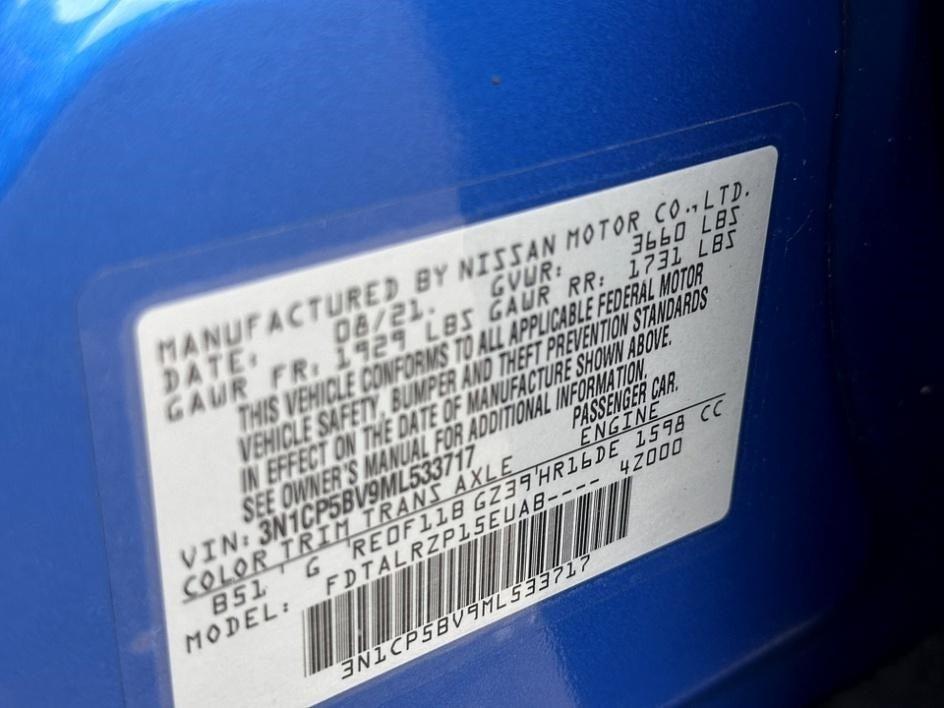 MANUFACTURED BY NISSAN MOTOR CO., LTD.
DATE: 08/21. GVWR: 3660 LBS
GAWR FR: 1929 LBS GAWR RR: 1731 LBS
THIS VEHICLE CONFORMS TO ALL APPLICABLE FEDERAL MOTOR
VEHICLE SAFETY, BUMPER AND THEFT PREVENTION STANDARDS
IN EFFECT ON THE DATE OF MANUFACTURE SHOWN ABOVE.
SEE OWNER'S MANUAL FOR ADDITIONAL INFORMATION.
VIN: 3N1CP5BV9ML533717 PASSENGER CAR.
COLOR TRIM TRANS AXLE ENGINE
B51 G RE0F11B GZ39 HR16DE 1598 CC
MODEL: FDTALRZP15EUAB---- 4Z000
3N1CP5BV9ML533717